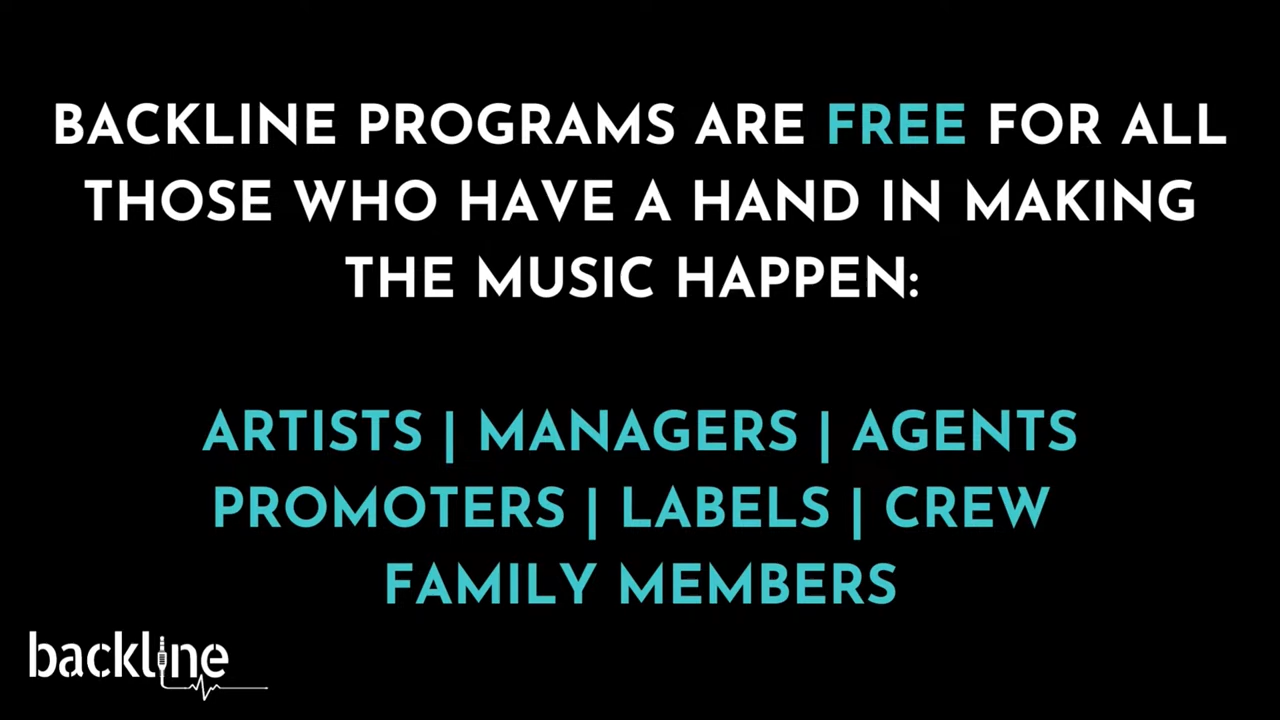 BACKLINE PROGRAMS ARE FREE FOR ALL
THOSE WHO HAVE A HAND IN MAKING
THE MUSIC HAPPEN:
ARTISTS | MANAGERS | AGENTS
PROMOTERS | LABELS | CREW
FAMILY MEMBERS
backline